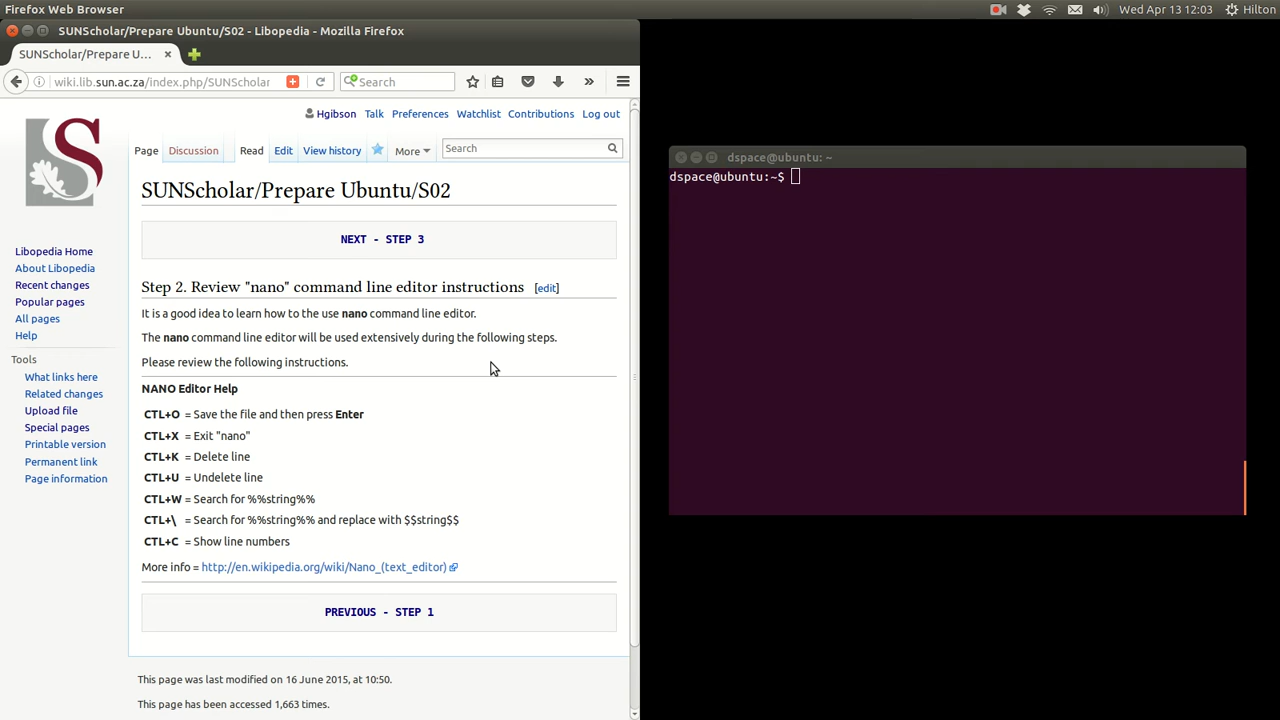 Firefox Web Browser
Wed Apr 13 12:03 Hilton
SUNScholar/Prepare Ubuntu/S02 - Libopedia - Mozilla Firefox
SUNScholar/Prepare U...
wiki.lib.sun.ac.za/index.php/SUNScholar
Search
S
Hgibson Talk Preferences Watchlist Contributions Log out
Page Discussion Read Edit View history More Search
SUNScholar/Prepare Ubuntu/S02
NEXT - STEP 3
Libopedia Home
About Libopedia
Recent changes
Popular pages
All pages
Help
Tools
What links here
Related changes
Upload file
Special pages
Printable version
Permanent link
Page information
Step 2. Review "nano" command line editor instructions [edit]
It is a good idea to learn how to the use nano command line editor.
The nano command line editor will be used extensively during the following steps.
Please review the following instructions.
NANO Editor Help
CTL+O = Save the file and then press Enter
CTL+X = Exit "nano"
CTL+K = Delete line
CTL+U = Undelete line
CTL+W = Search for %%string%%
CTL+\ = Search for %%string%% and replace with $$string$$
CTL+C = Show line numbers
More info = http://en.wikipedia.org/wiki/Nano_(text_editor)
PREVIOUS - STEP 1
This page was last modified on 16 June 2015, at 10:50.
This page has been accessed 1,663 times.
dspace@ubuntu: ~
dspace@ubuntu:~$